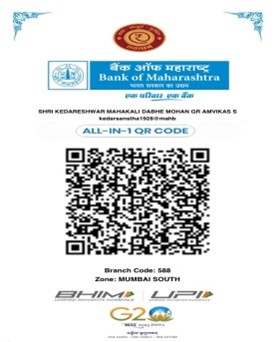 बैंक ऑफ महाराष्ट्र
Bank of Maharashtra
भारत सरकार का उद्यम
एक परिवार एक बैंक
SHRI KEDARESHWAR MAHAKALI DABHE MOHAN GR AMVIKAS S
kedarsanstha1928@mahb
ALL-IN-1 QR CODE
Branch Code: 588
Zone: MUMBAI SOUTH
BHIM UPI
G20